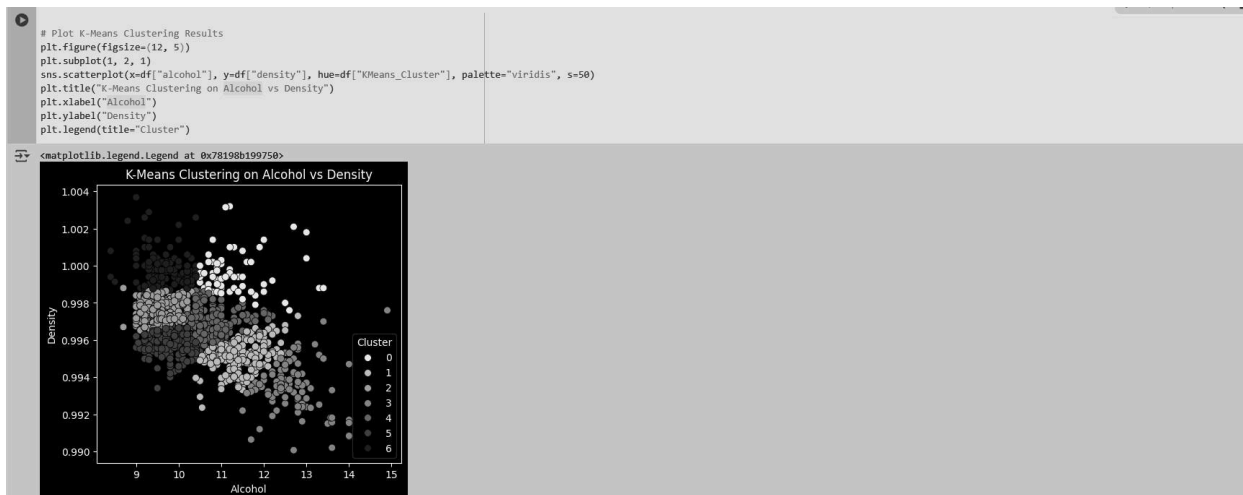 # Plot K-Means Clustering Results
plt.figure(figsize=(12, 5))
plt.subplot(1, 2, 1)
sns.scatterplot(x=df["alcohol"], y=df["density"], hue=df["KMeans_Cluster"], palette="viridis", s=50)
plt.title("K-Means Clustering on Alcohol vs Density")
plt.xlabel("Alcohol")
plt.ylabel("Density")
plt.legend(title="Cluster")
<matplotlib.legend.Legend at 0x78198b199750>
K-Means Clustering on Alcohol vs Density
1.004
1.002
1.000
0.998
0.996
0.994
0.992
0.990
Density
Cluster
0
1
2
3
4
5
6
9 10 11 12 13 14 15
Alcohol